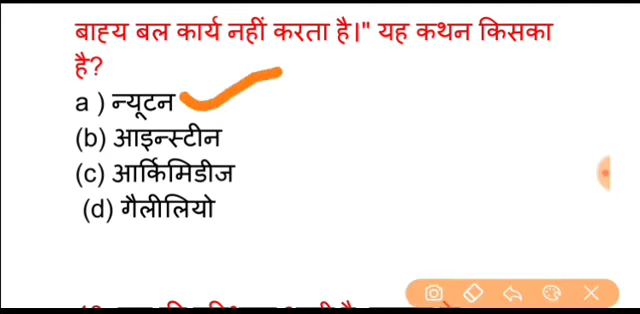 बाह्य बल कार्य नहीं करता है।" यह कथन किसका
है?
a ) न्यूटन
(b) आइन्स्टीन
(c) आर्किमिडीज
(d) गैलीलियो